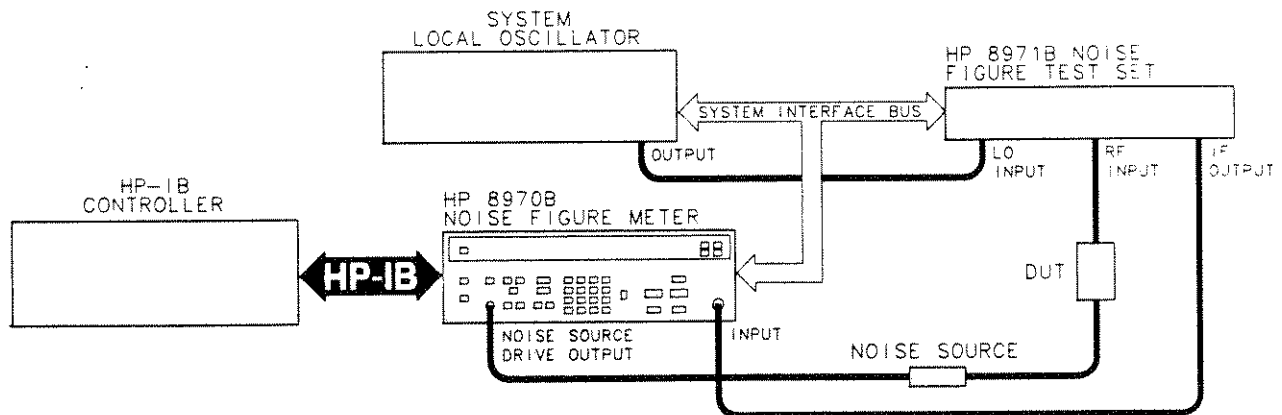 SYSTEM
LOCAL OSCILLATOR
HP 8971B NOISE
FIGURE TEST SET
SYSTEM INTERFACE BUS
OUTPUT
LO
INPUT
RF
INPUT
IF
OUTPUT
HP-IB
CONTROLLER
HP 8970B
NOISE FIGURE METER
HP-IB
DUT
NOISE SOURCE
DRIVE OUTPUT
INPUT
NOISE SOURCE